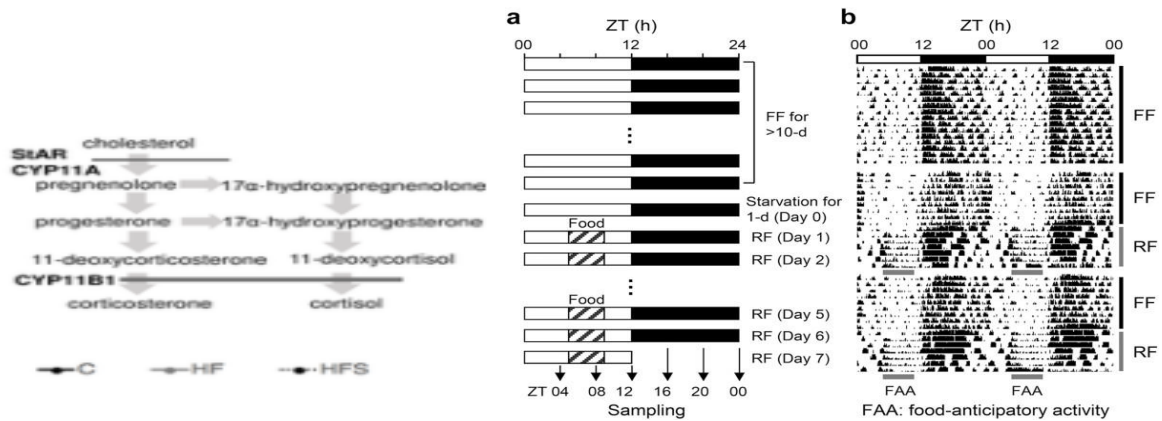 cholesterol
StAR
CYP11A
pregnenolone 17α-hydroxypregnenolone
progesterone 17α-hydroxyprogesterone
11-deoxycorticosterone 11-deoxycortisol
CYP11B1
corticosterone cortisol
C HF HFS
a
ZT (h)
00 12 24
FF for
>10-d
Starvation for
1-d (Day 0)
Food
RF (Day 1)
RF (Day 2)
Food
RF (Day 5)
RF (Day 6)
RF (Day 7)
ZT 04 08 12 16 20 00
Sampling
b
ZT (h)
00 12 00 12 00
FF
FF
RF
FF
RF
FAA FAA
FAA: food-anticipatory activity